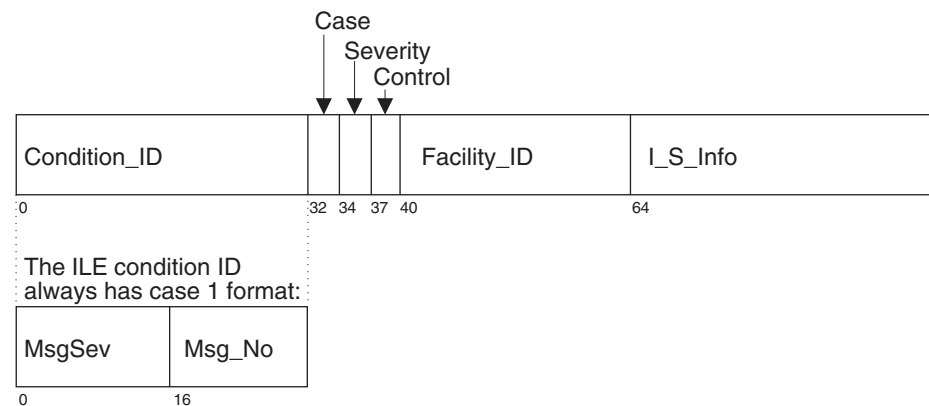 Case
Severity
Control
Condition_ID
Facility_ID
I_S_Info
0 32 34 37 40 64
The ILE condition ID
always has case 1 format:
MsgSev Msg_No
0 16